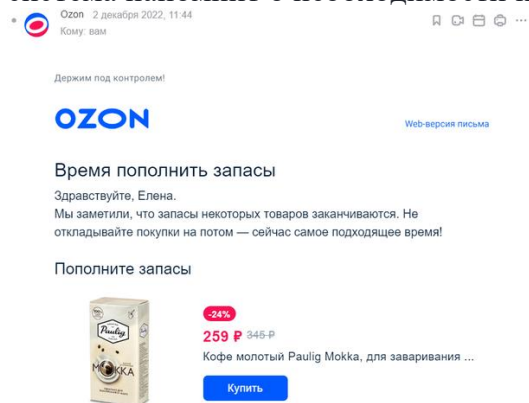 Ozon 2 декабря 2022, 11:44
Кому: вам
Держим под контролем!
OZON
Web-версия письма
Время пополнить запасы
Здравствуйте, Елена.
Мы заметили, что запасы некоторых товаров заканчиваются. Не
откладывайте покупки на потом — сейчас самое подходящее время!
Пополните запасы
-24%
259 ₽ 345 ₽
Кофе молотый Paulig Mokka, для заваривания ...
Paulig
MOKKA
Купить